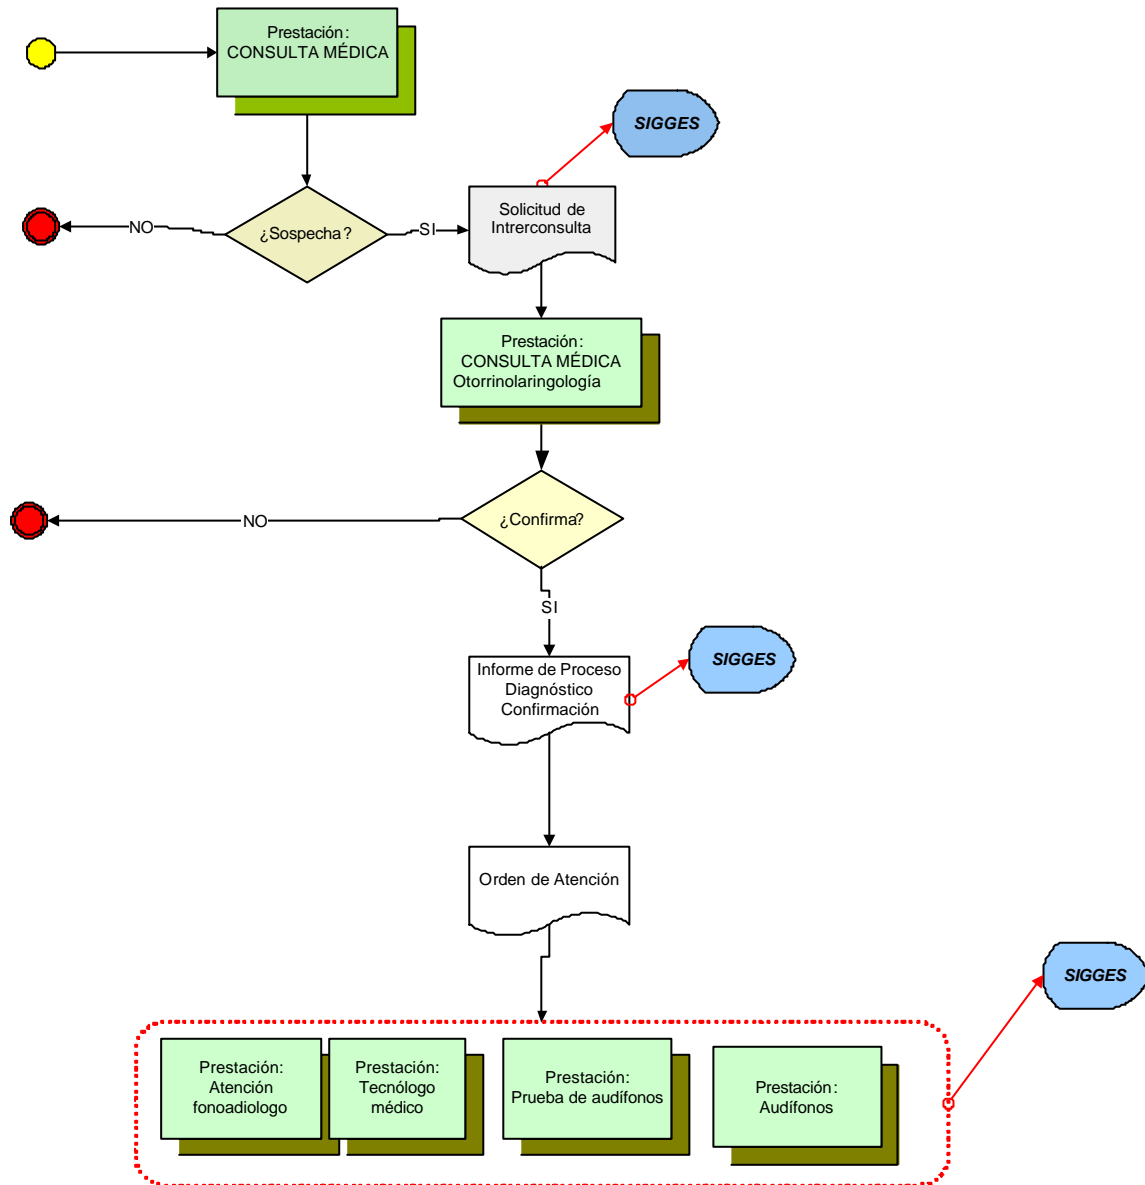 Prestación:
CONSULTA MÉDICA
SIGGES
Solicitud de
Intrerconsulta
¿Sospecha?
NO
SI
Prestación:
CONSULTA MÉDICA
Otorrinolaringología
¿Confirma?
NO
SI
Informe de Proceso
Diagnóstico
Confirmación
SIGGES
Orden de Atención
SIGGES
Prestación:
Atención
fonoadiologo
Prestación:
Tecnólogo
médico
Prestación:
Prueba de audífonos
Prestación:
Audífonos